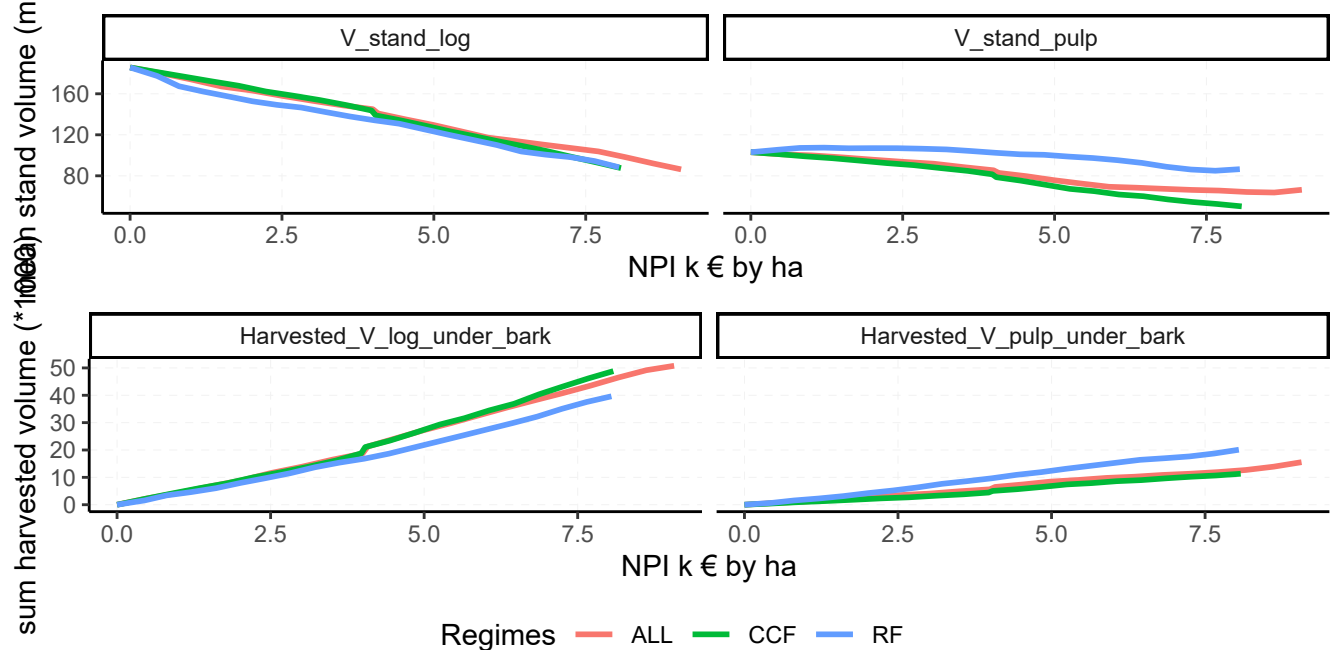 V_stand_log
V_stand_pulp
mean stand volume (m
160
120
80
0.0
2.5
5.0
7.5
0.0
2.5
5.0
7.5
NPI k € by ha
Harvested_V_log_under_bark
Harvested_V_pulp_under_bark
sum harvested volume (*1000)
50
40
30
20
10
0
0.0
2.5
5.0
7.5
0.0
2.5
5.0
7.5
NPI k € by ha
Regimes ALL CCF RF